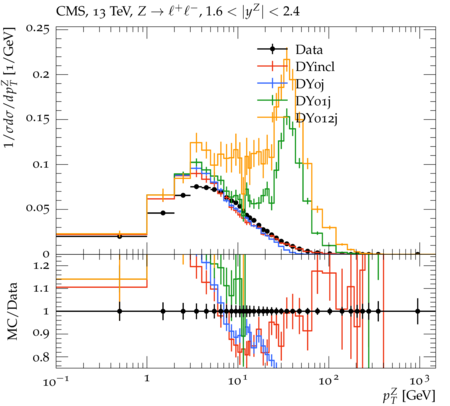 CMS, 13 TeV, Z → ℓ⁺ℓ⁻, 1.6 < |y^Z| < 2.4
1/σdσ/dp_T^Z [1/GeV]
0.25
0.2
0.15
0.1
0.05
0
Data
DYincl
DY0j
DY01j
DY012j
MC/Data
1.2
1.1
1
0.9
0.8
10⁻¹
1
10¹
10²
10³
p_T^Z [GeV]